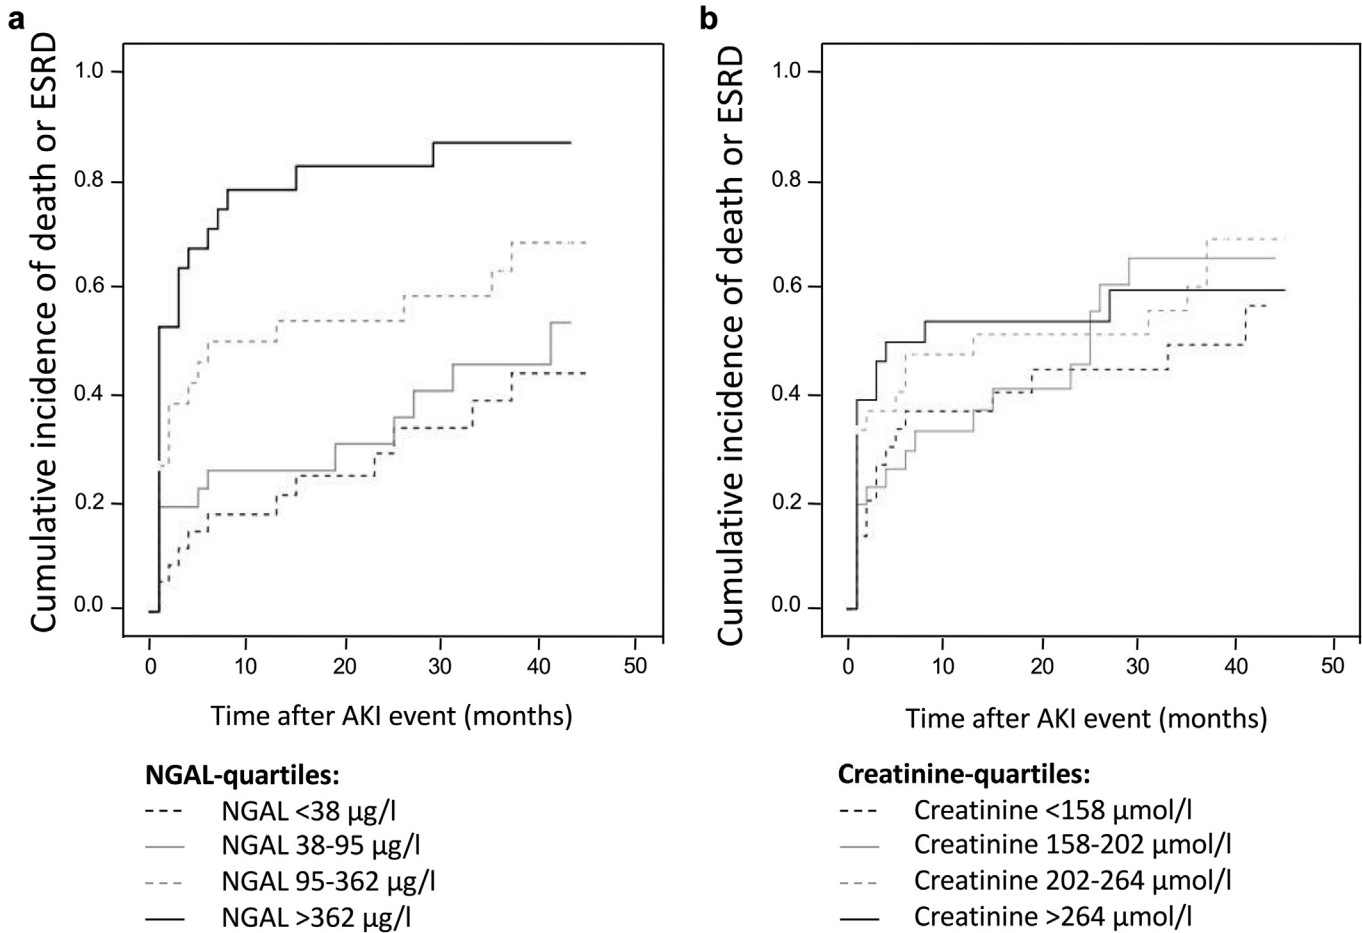 a
Cumulative incidence of death or ESRD
1.0
0.8
0.6
0.4
0.2
0.0
0 10 20 30 40 50
Time after AKI event (months)
NGAL-quartiles:
NGAL <38 µg/l
NGAL 38-95 µg/l
NGAL 95-362 µg/l
NGAL >362 µg/l
b
Cumulative incidence of death or ESRD
1.0
0.8
0.6
0.4
0.2
0.0
0 10 20 30 40 50
Time after AKI event (months)
Creatinine-quartiles:
Creatinine <158 µmol/l
Creatinine 158-202 µmol/l
Creatinine 202-264 µmol/l
Creatinine >264 µmol/l